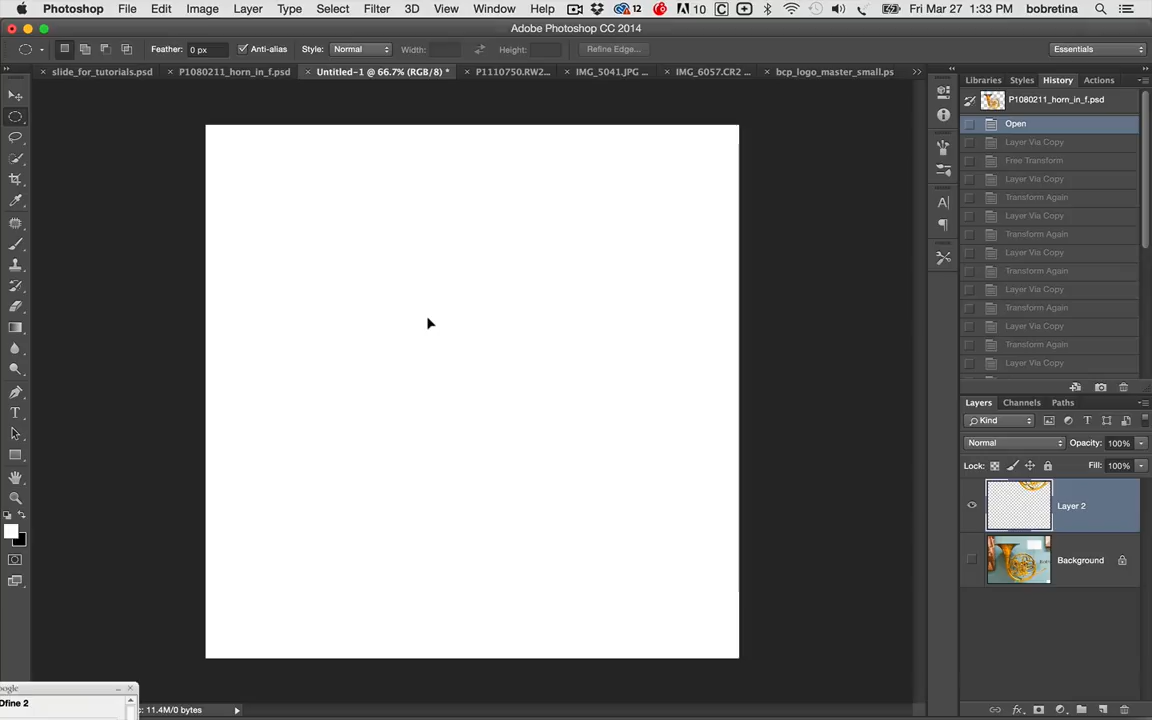 Photoshop File Edit Image Layer Type Select Filter 3D View Window Help 12 10 Fri Mar 27 1:33 PM bobretina
Adobe Photoshop CC 2014
Feather: 0 px Anti-alias Style: Normal Width: Height: Refine Edge... Essentials
slide_for_tutorials.psd P1080211_horn_in_f.psd Untitled-1 @ 66.7% (RGB/8) * P1110750.RW2... IMG_5041.JPG ... IMG_6057.CR2 ... bcp_logo_master_small.ps
Libraries Styles History Actions
P1080211_horn_in_f.psd
Open
Layer Via Copy
Free Transform
Layer Via Copy
Transform Again
Layer Via Copy
Transform Again
Layer Via Copy
Transform Again
Layer Via Copy
Transform Again
Layer Via Copy
Transform Again
Layer Via Copy
Layers Channels Paths
Kind
Normal Opacity: 100%
Lock: Fill: 100%
Layer 2
Background
oogle
Dfine 2
: 11.4M/0 bytes